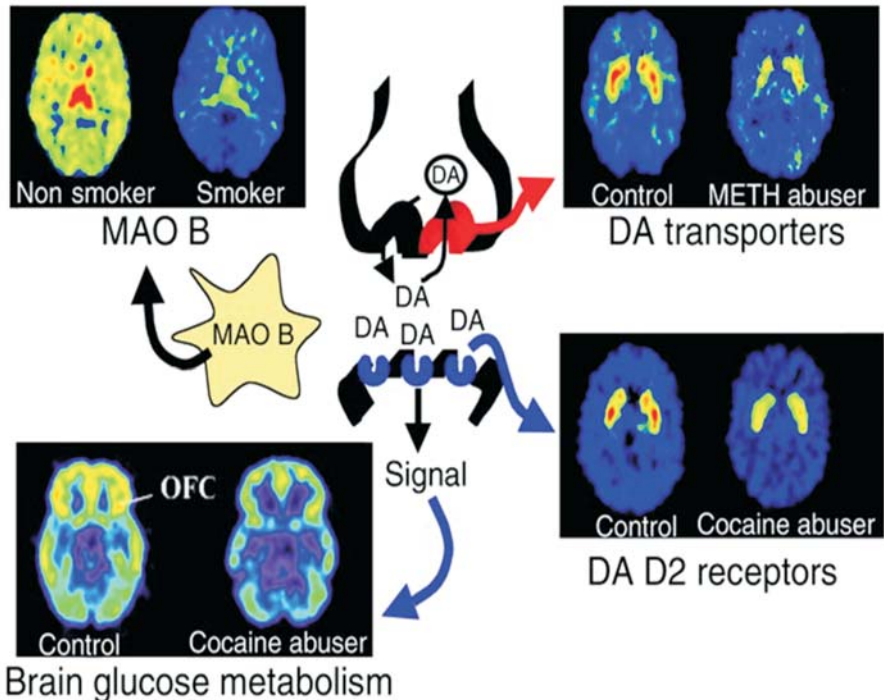 Non smoker Smoker
MAO B
DA
Control METH abuser
DA transporters
DA
DA DA DA
MAO B
Signal
Control Cocaine abuser
DA D2 receptors
OFC
Control Cocaine abuser
Brain glucose metabolism